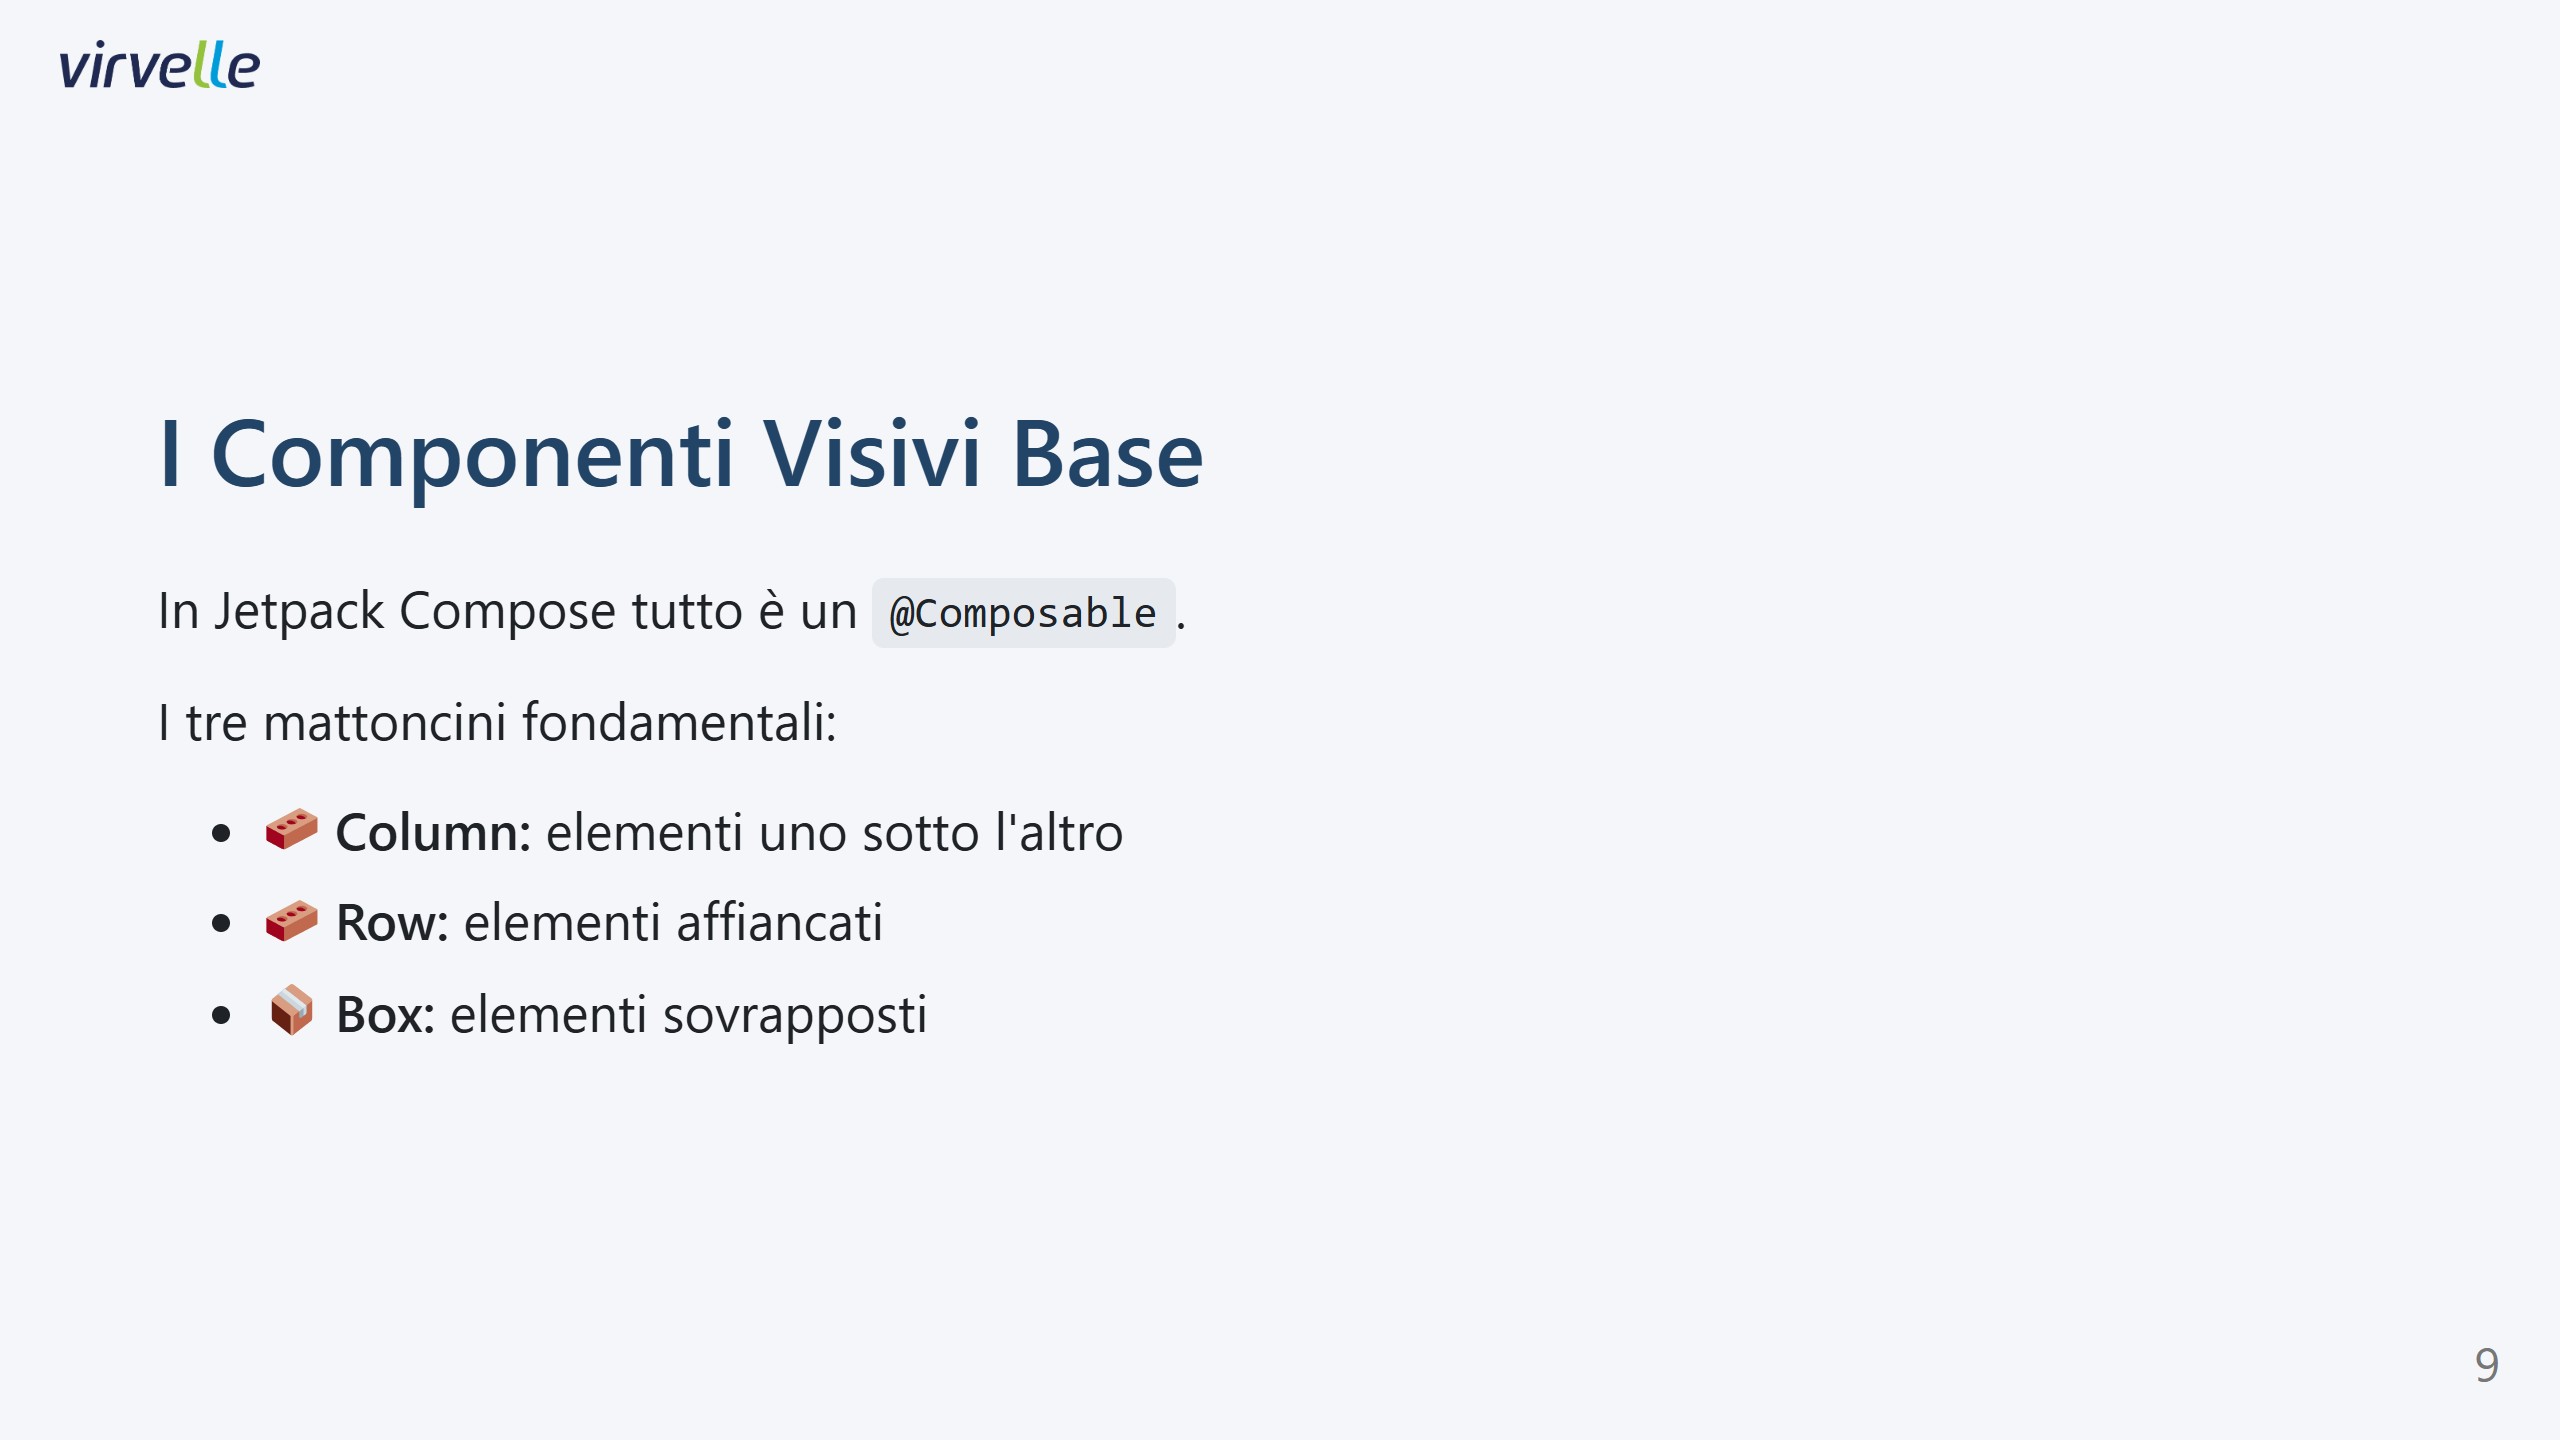 virvelle
I Componenti Visivi Base
In Jetpack Compose tutto è un @Composable.
I tre mattoncini fondamentali:
• 🧱 Column: elementi uno sotto l'altro
• 🧱 Row: elementi affiancati
• 📦 Box: elementi sovrapposti
9